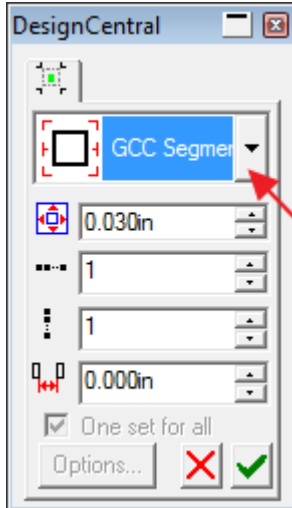 DesignCentral
GCC Segmer
0.030in
1
1
0.000in
One set for all
Options...